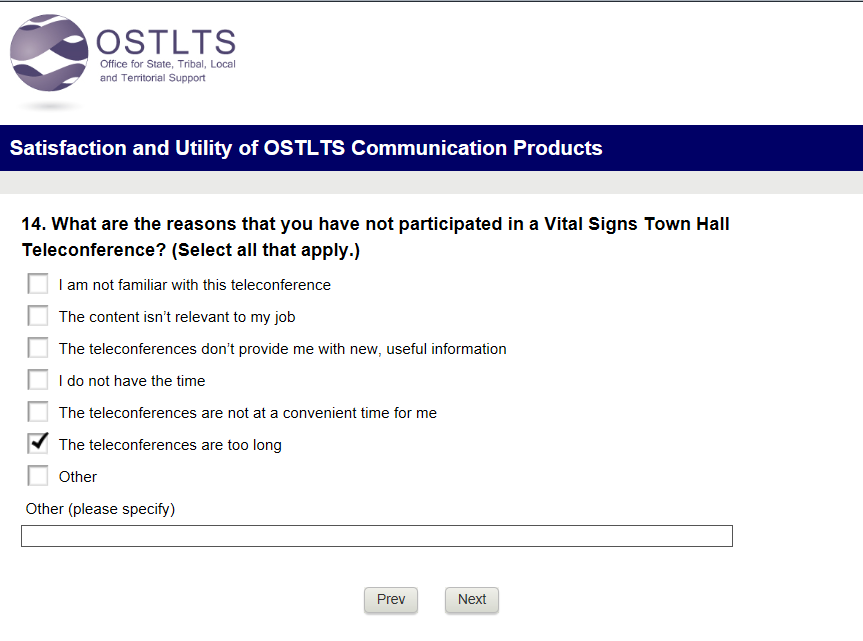 OSTLTS
Office for State, Tribal, Local
and Territorial Support
Satisfaction and Utility of OSTLTS Communication Products
14. What are the reasons that you have not participated in a Vital Signs Town Hall
Teleconference? (Select all that apply.)
I am not familiar with this teleconference
The content isn’t relevant to my job
The teleconferences don’t provide me with new, useful information
I do not have the time
The teleconferences are not at a convenient time for me
The teleconferences are too long
Other
Other (please specify)
Prev Next